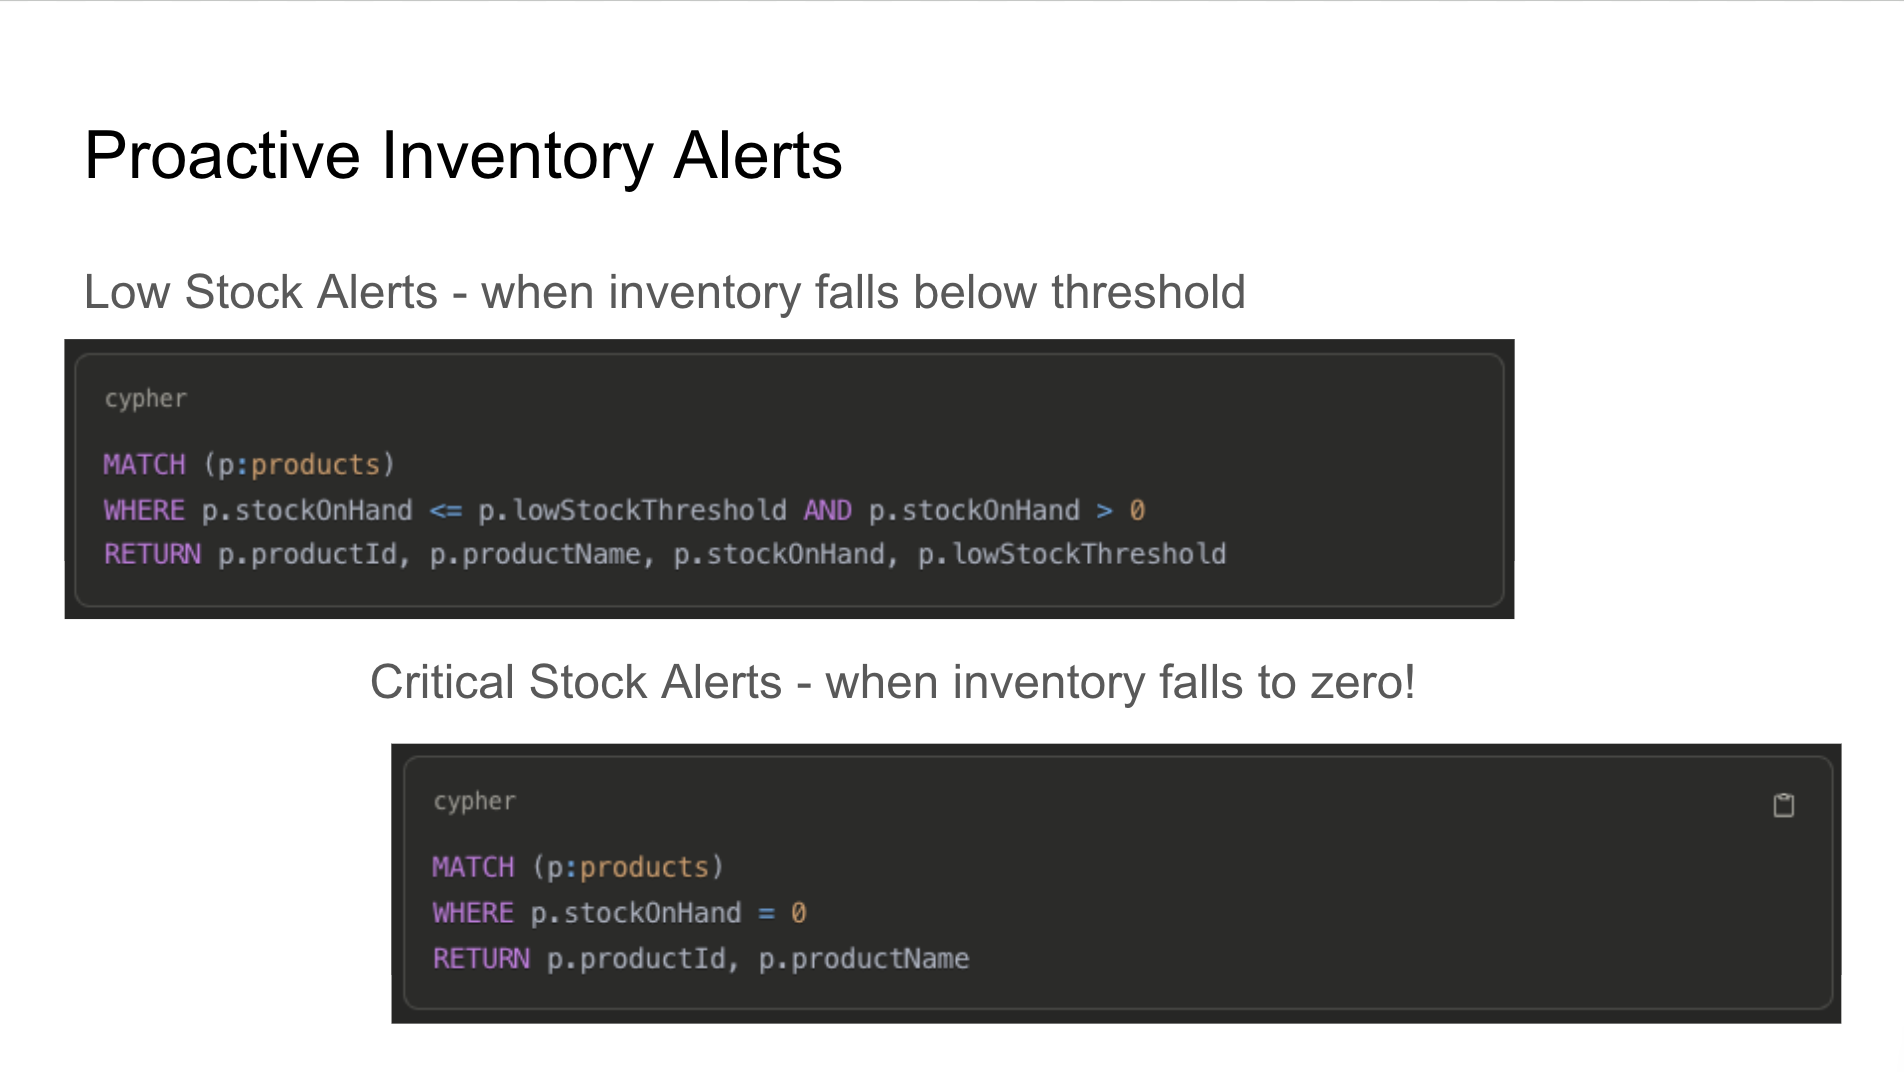 Proactive Inventory Alerts
Low Stock Alerts - when inventory falls below threshold
cypher
MATCH (p:products)
WHERE p.stockOnHand <= p.lowStockThreshold AND p.stockOnHand > 0
RETURN p.productId, p.productName, p.stockOnHand, p.lowStockThreshold
Critical Stock Alerts - when inventory falls to zero!
cypher
MATCH (p:products)
WHERE p.stockOnHand = 0
RETURN p.productId, p.productName